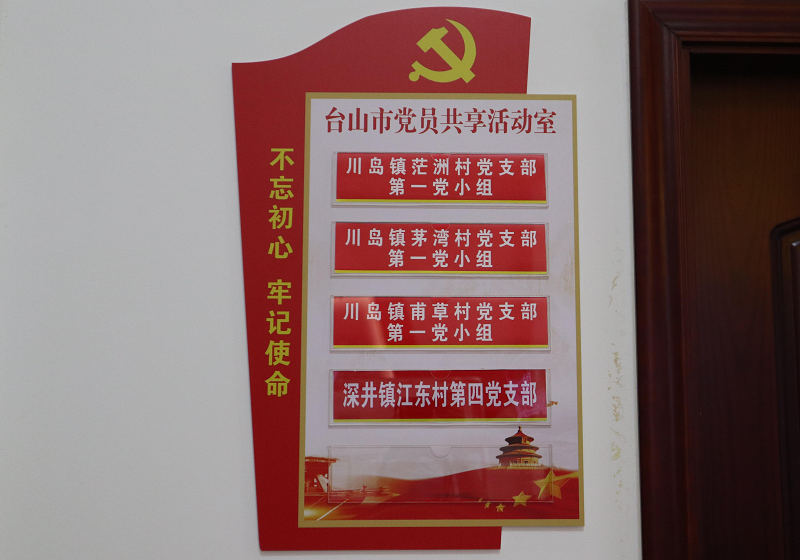 台山市党员共享活动室
不忘初心 牢记使命
川岛镇茫洲村党支部
第一党小组
川岛镇茅湾村党支部
第一党小组
川岛镇甫草村党支部
第一党小组
深井镇江东村第四党支部